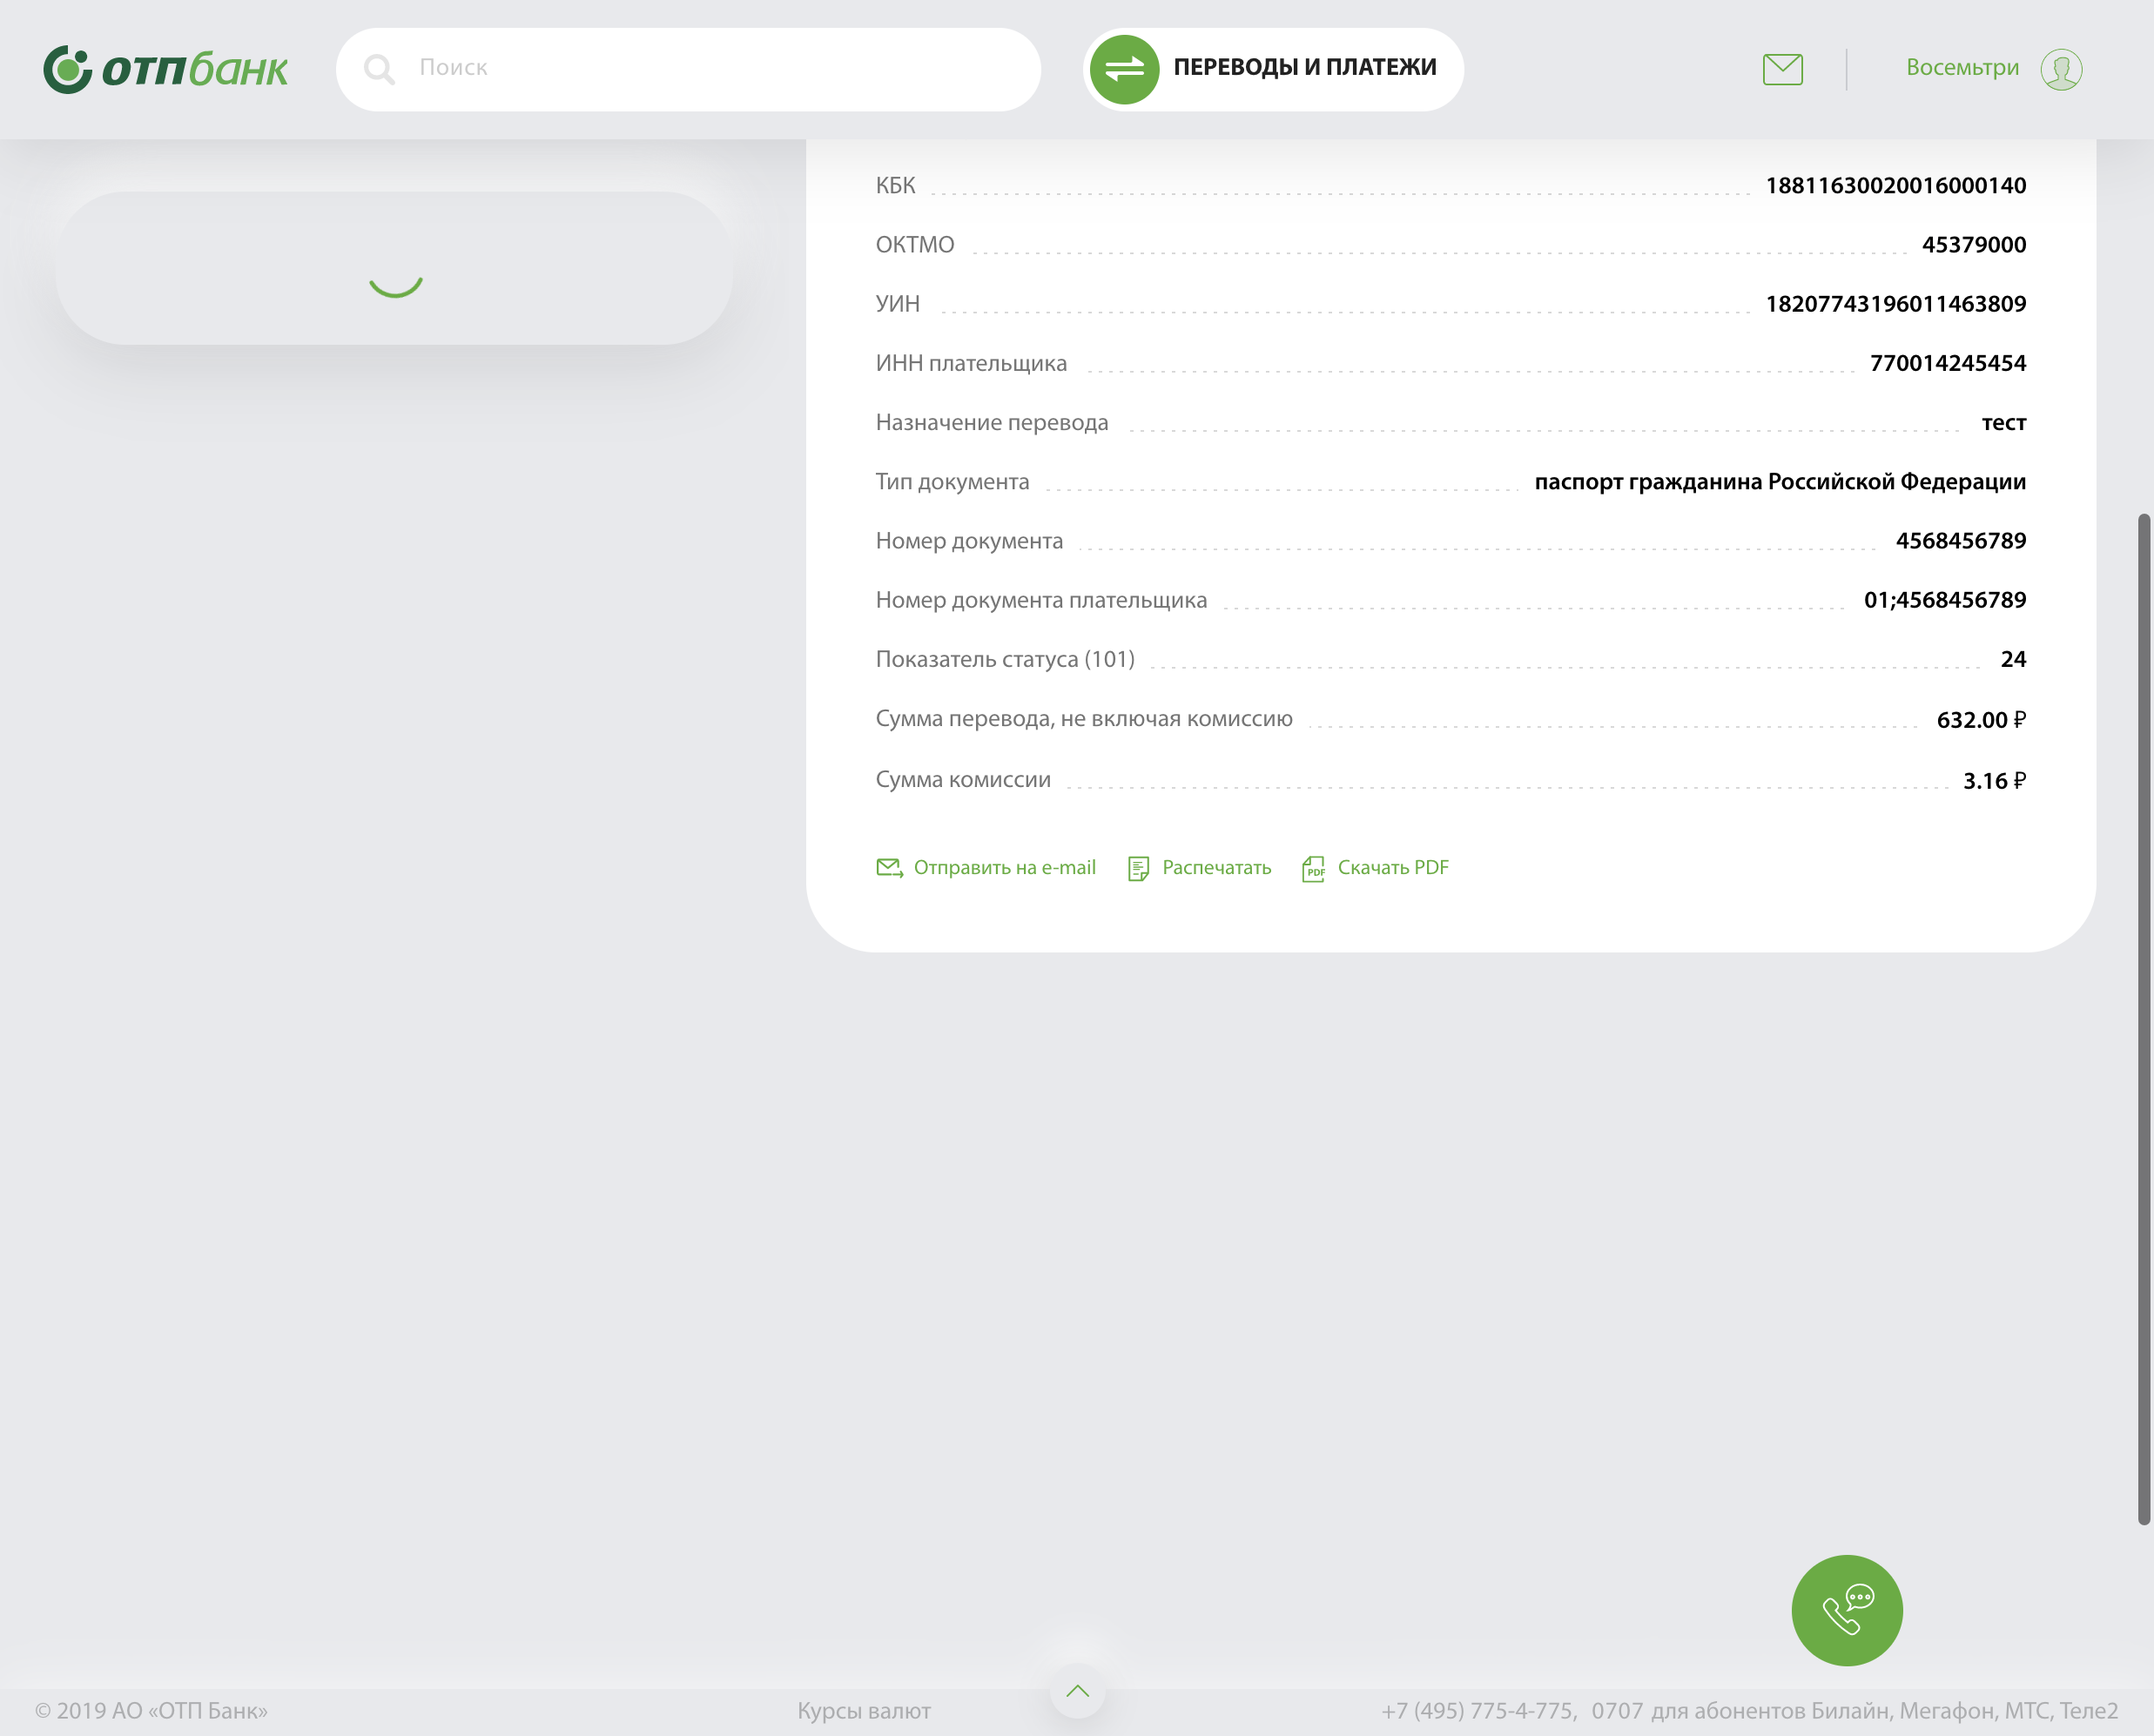 отпбанк
Поиск
ПЕРЕВОДЫ И ПЛАТЕЖИ
Восемьтри
КБК 18811630020016000140
ОКТМО 45379000
УИН 18207743196011463809
ИНН плательщика 770014245454
Назначение перевода тест
Тип документа паспорт гражданина Российской Федерации
Номер документа 4568456789
Номер документа плательщика 01;4568456789
Показатель статуса (101) 24
Сумма перевода, не включая комиссию 632.00 ₽
Сумма комиссии 3.16 ₽
Отправить на e-mail Распечатать PDF Скачать PDF
© 2019 АО «ОТП Банк» Курсы валют +7 (495) 775-4-775, 0707 для абонентов Билайн, Мегафон, МТС, Теле2